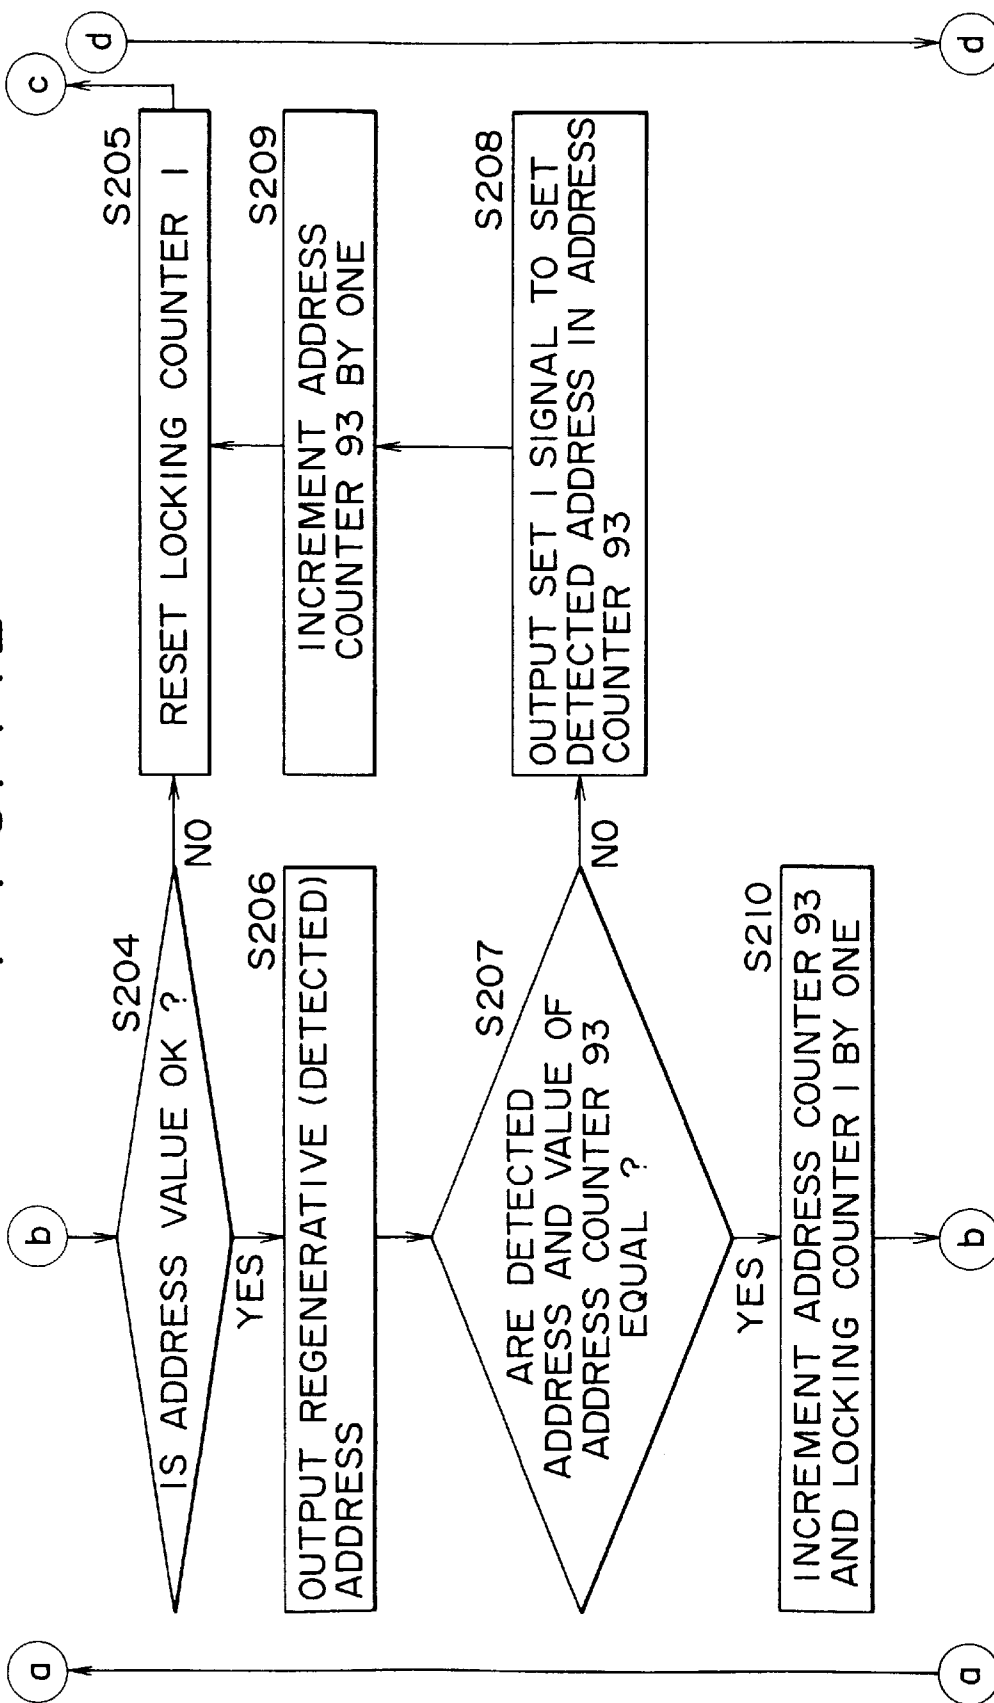 a
b
c
d
S204
IS ADDRESS VALUE OK ?
NO
YES
S205
RESET LOCKING COUNTER 1
S206
OUTPUT REGENERATIVE (DETECTED)
ADDRESS
S209
INCREMENT ADDRESS
COUNTER 93 BY ONE
S207
ARE DETECTED
ADDRESS AND VALUE OF
ADDRESS COUNTER 93
EQUAL ?
NO
YES
S208
OUTPUT SET 1 SIGNAL TO SET
DETECTED ADDRESS IN ADDRESS
COUNTER 93
S210
INCREMENT ADDRESS COUNTER 93
AND LOCKING COUNTER 1 BY ONE
a
b
d